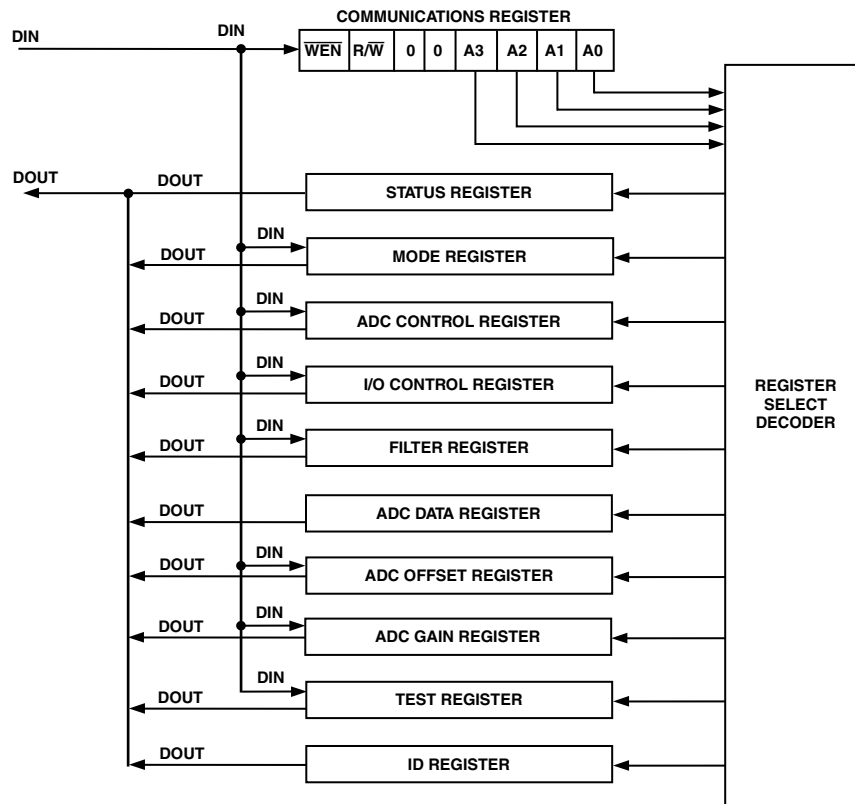 COMMUNICATIONS REGISTER
DIN
DIN
WEN R/W 0 0 A3 A2 A1 A0
DOUT
DOUT
STATUS REGISTER
DIN
DOUT
MODE REGISTER
DIN
DOUT
ADC CONTROL REGISTER
DIN
DOUT
I/O CONTROL REGISTER
REGISTER
SELECT
DECODER
DIN
DOUT
FILTER REGISTER
DOUT
ADC DATA REGISTER
DIN
DOUT
ADC OFFSET REGISTER
DIN
DOUT
ADC GAIN REGISTER
DIN
DOUT
TEST REGISTER
DOUT
ID REGISTER